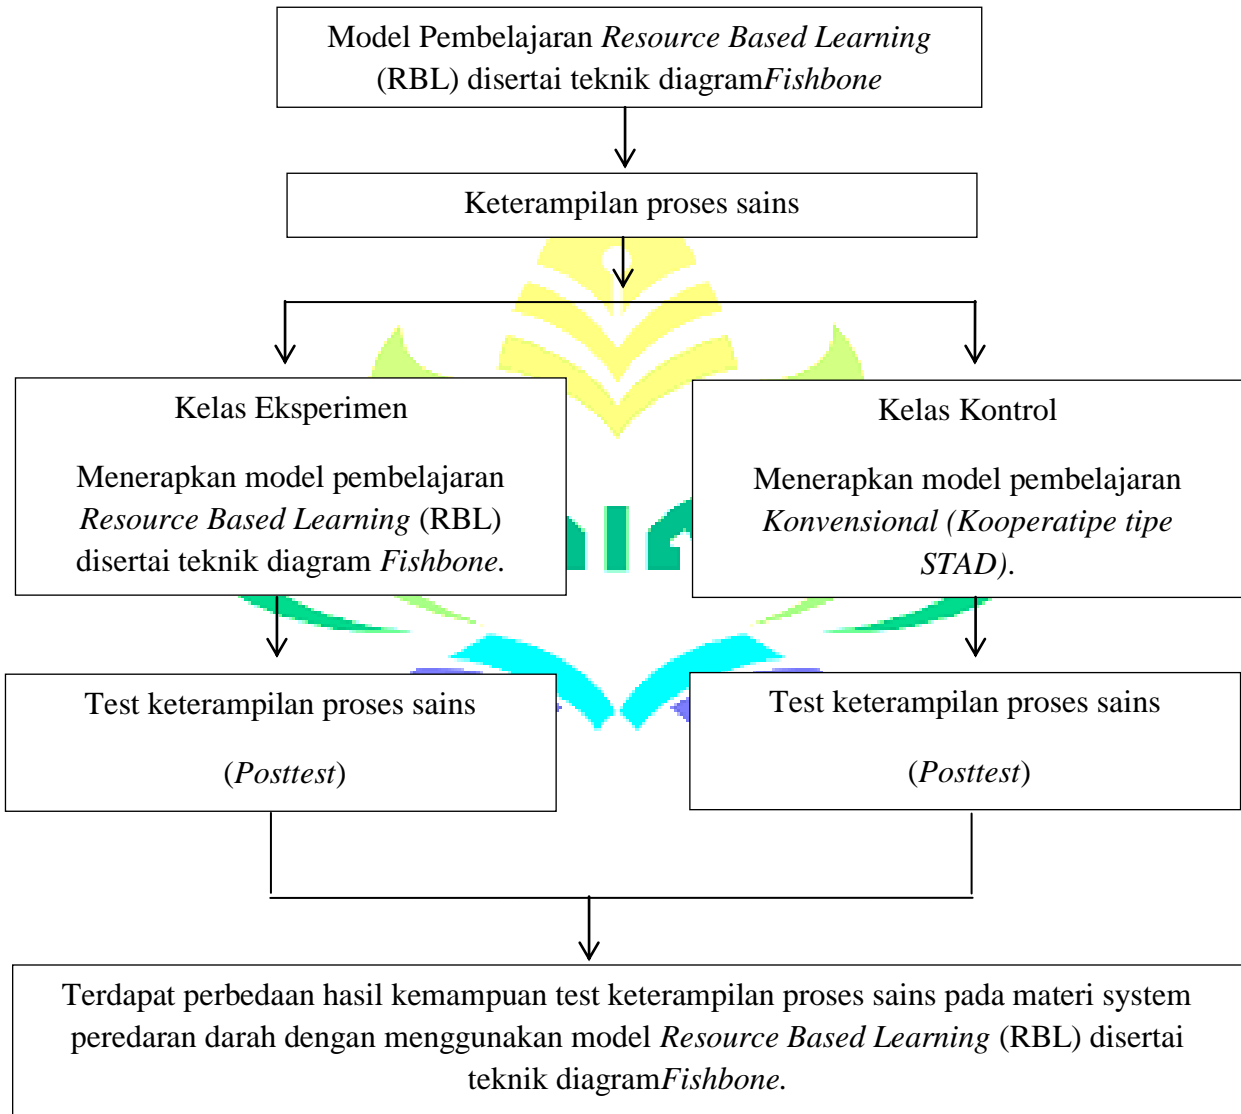 Model Pembelajaran Resource Based Learning
(RBL) disertai teknik diagramFishbone
Keterampilan proses sains
Kelas Eksperimen
Menerapkan model pembelajaran
Resource Based Learning (RBL)
disertai teknik diagram Fishbone.
Kelas Kontrol
Menerapkan model pembelajaran
Konvensional (Kooperatipe tipe
STAD).
Test keterampilan proses sains
(Posttest)
Test keterampilan proses sains
(Posttest)
Terdapat perbedaan hasil kemampuan test keterampilan proses sains pada materi system
peredaran darah dengan menggunakan model Resource Based Learning (RBL) disertai
teknik diagramFishbone.